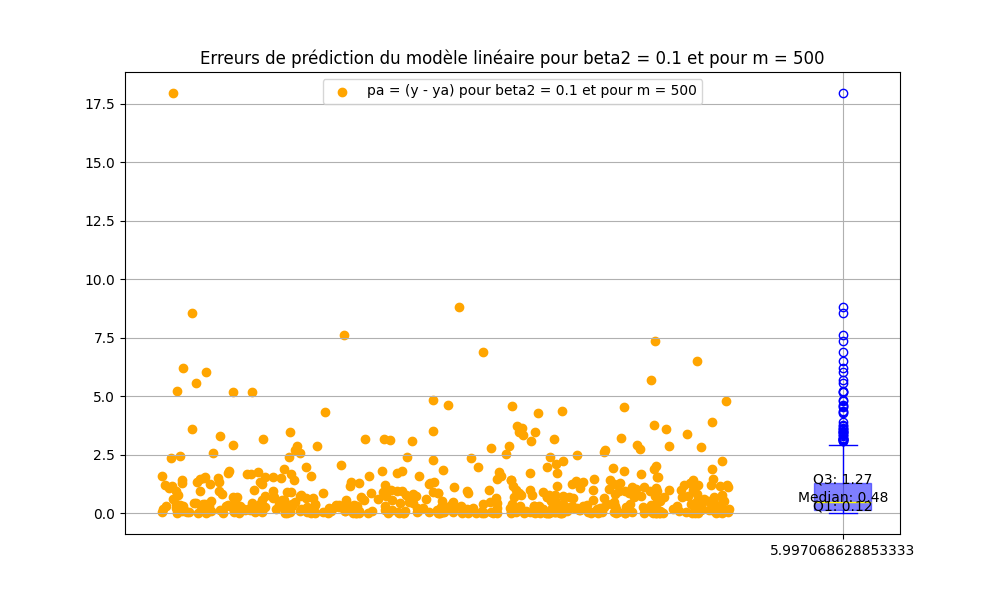 Erreurs de prédiction du modèle linéaire pour beta2 = 0.1 et pour m = 500
pa = (y - ya) pour beta2 = 0.1 et pour m = 500
17.5
15.0
12.5
10.0
7.5
5.0
2.5
0.0
Q3: 1.27
Median: 0.48
Q1: 0.12
5.997068628853333